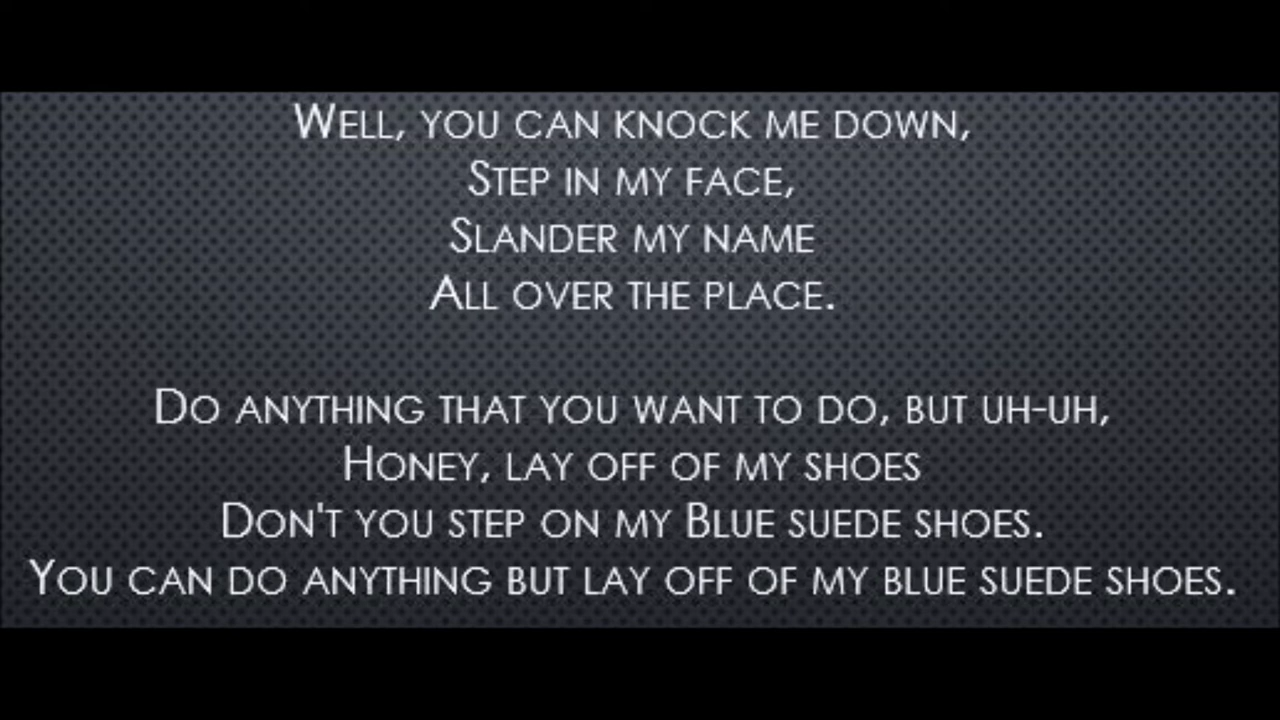 Well, you can knock me down,
Step in my face,
Slander my name
All over the place.
Do anything that you want to do, but uh-uh,
Honey, lay off of my shoes
Don't you step on my Blue suede shoes.
You can do anything but lay off of my blue suede shoes.